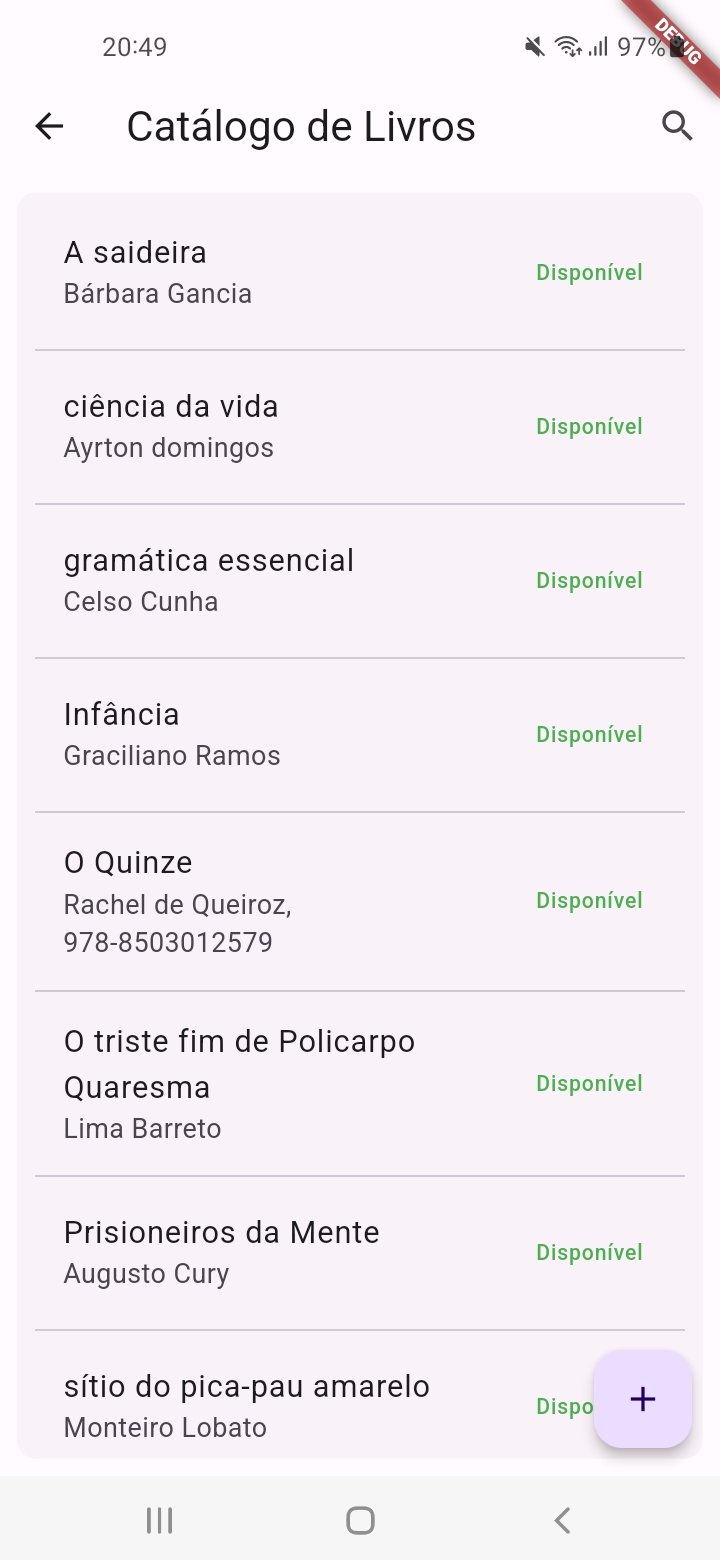 20:49
97%
DEBUG
Catálogo de Livros
A saideira
Bárbara Gancia
Disponível
ciência da vida
Ayrton domingos
Disponível
gramática essencial
Celso Cunha
Disponível
Infância
Graciliano Ramos
Disponível
O Quinze
Rachel de Queiroz,
978-8503012579
Disponível
O triste fim de Policarpo
Quaresma
Lima Barreto
Disponível
Prisioneiros da Mente
Augusto Cury
Disponível
sítio do pica-pau amarelo
Monteiro Lobato
Dispo